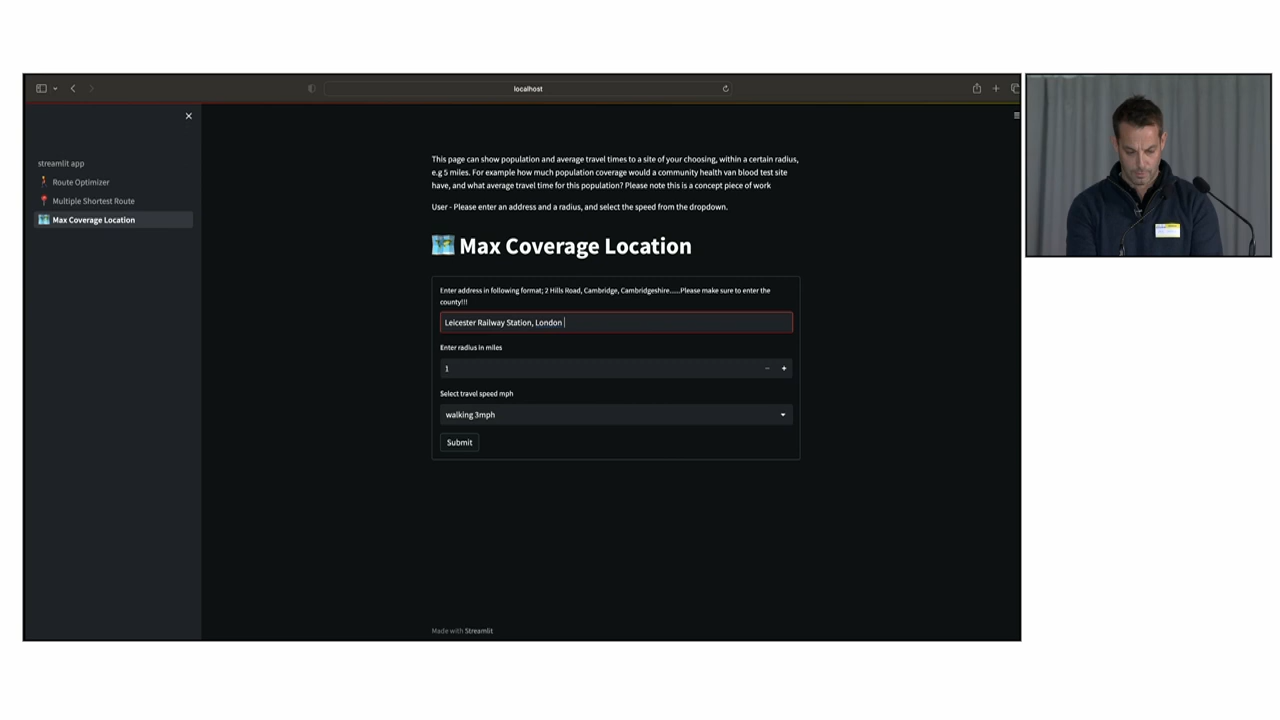 localhost
streamlit app
Route Optimizer
Multiple Shortest Route
Max Coverage Location
This page can show population and average travel times to a site of your choosing, within a certain radius,
e.g 5 miles. For example how much population coverage would a community health van blood test site
have, and what average travel time for this population? Please note this is a concept piece of work
User - Please enter an address and a radius, and select the speed from the dropdown.
Max Coverage Location
Enter address in following format; 2 Hills Road, Cambridge, Cambridgeshire......Please make sure to enter the
county!!!
Leicester Railway Station, London
Enter radius in miles
1
Select travel speed mph
walking 3mph
Submit
Made with Streamlit